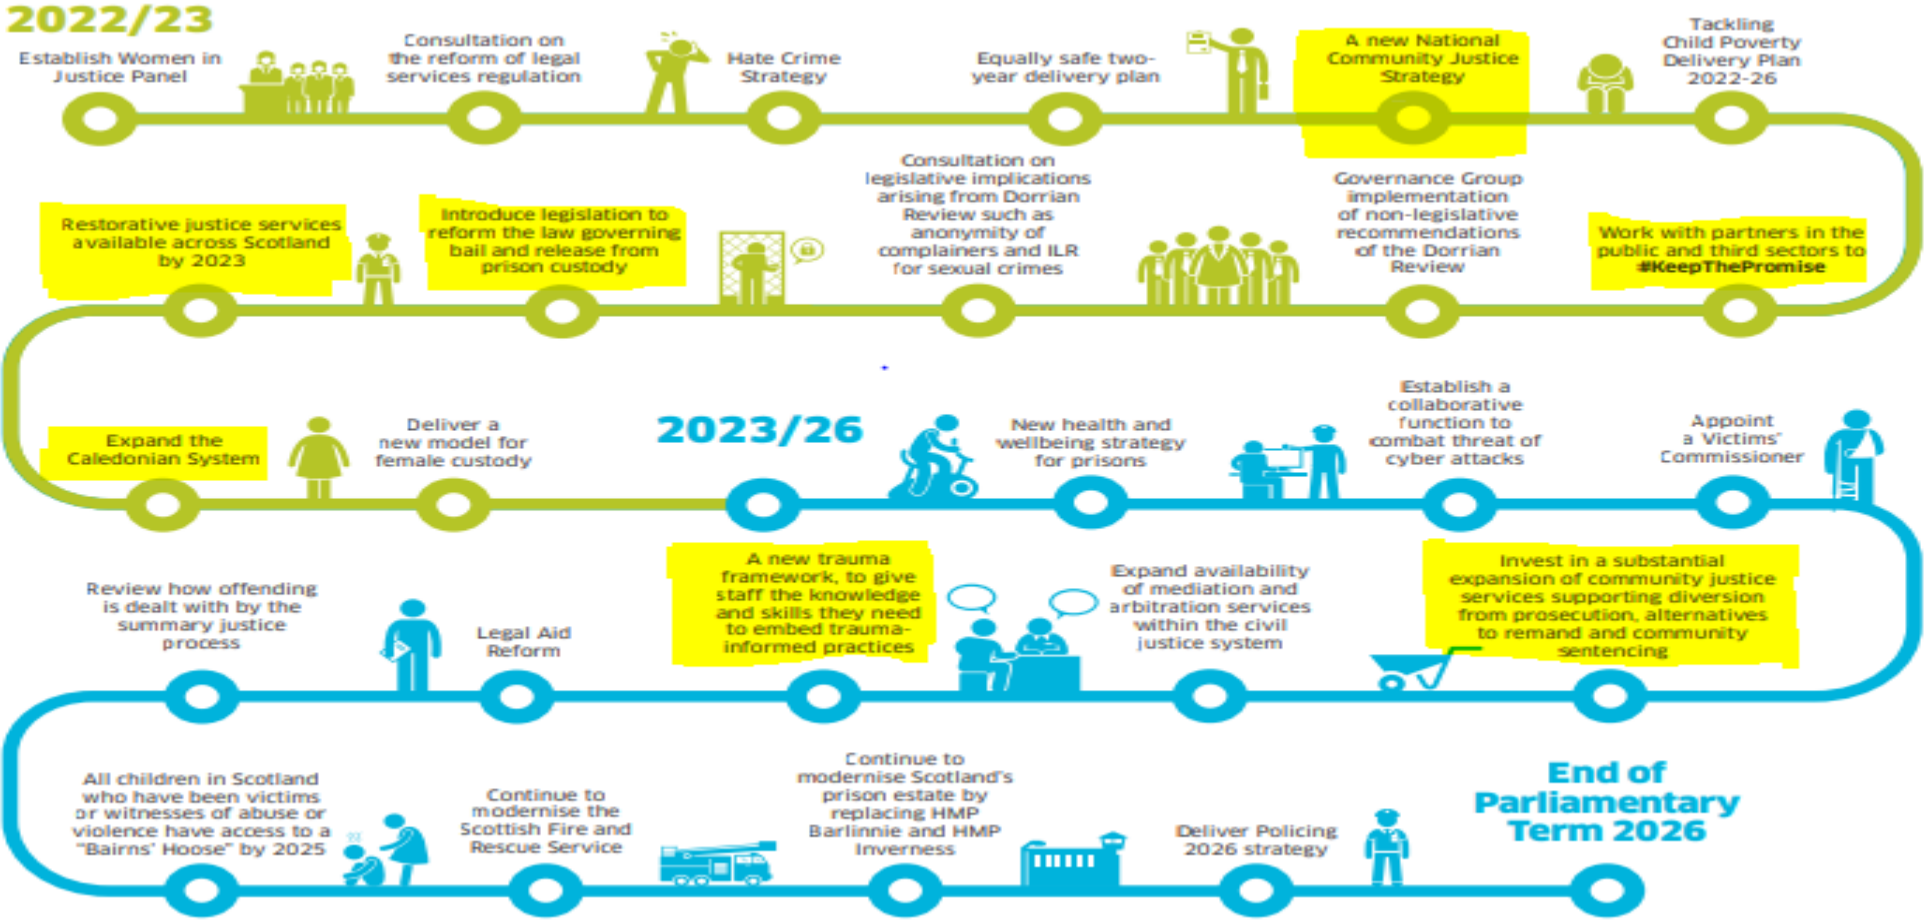 2022/23
Establish Women in
Justice Panel
Consultation on
the reform of legal
services regulation
Hate Crime
Strategy
Equally safe two-
year delivery plan
A new National
Community Justice
Strategy
Tackling
Child Poverty
Delivery Plan
2022-26
Work with partners in the
public and third sectors to
#KeepThePromise
Governance Group
implementation
of non-legislative
recommendations
of the Dorrian
Review
Consultation on
legislative implications
arising from Dorrian
Review such as
anonymity of
complainers and ILR
for sexual crimes
Introduce legislation to
reform the law governing
bail and release from
prison custody
Restorative justice services
available across Scotland
by 2023
Expand the
Caledonian System
Deliver a
new model for
female custody
2023/26
New health and
wellbeing strategy
for prisons
Establish a
collaborative
function to
combat threat of
cyber attacks
Appoint
a Victims'
Commissioner
Invest in a substantial
expansion of community justice
services supporting diversion
from prosecution, alternatives
to remand and community
sentencing
Expand availability
of mediation and
arbitration services
within the civil
justice system
A new trauma
framework, to give
staff the knowledge
and skills they need
to embed trauma-
informed practices
Legal Aid
Reform
Review how offending
is dealt with by the
summary justice
process
All children in Scotland
who have been victims
or witnesses of abuse or
violence have access to a
"Bairns' Hoose" by 2025
Continue to
modernise the
Scottish Fire and
Rescue Service
Continue to
modernise Scotland's
prison estate by
replacing HMP
Barlinnie and HMP
Inverness
Deliver Policing
2026 strategy
End of
Parliamentary
Term 2026